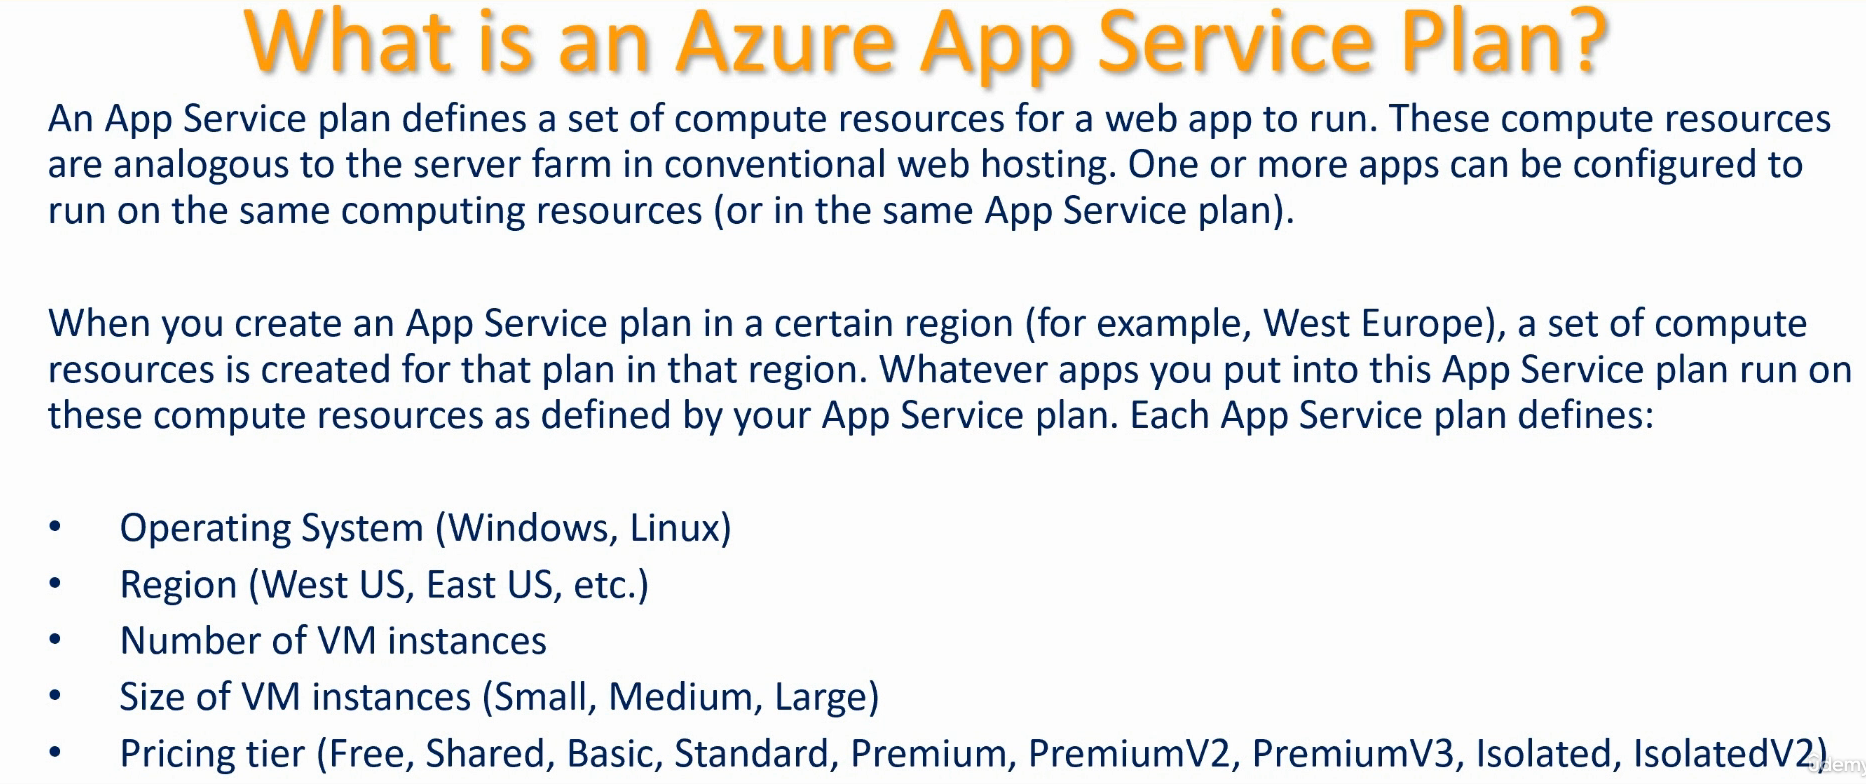 What is an Azure App Service Plan?
An App Service plan defines a set of compute resources for a web app to run. These compute resources
are analogous to the server farm in conventional web hosting. One or more apps can be configured to
run on the same computing resources (or in the same App Service plan).
When you create an App Service plan in a certain region (for example, West Europe), a set of compute
resources is created for that plan in that region. Whatever apps you put into this App Service plan run on
these compute resources as defined by your App Service plan. Each App Service plan defines:
• Operating System (Windows, Linux)
• Region (West US, East US, etc.)
• Number of VM instances
• Size of VM instances (Small, Medium, Large)
• Pricing tier (Free, Shared, Basic, Standard, Premium, PremiumV2, PremiumV3, Isolated, IsolatedV2)